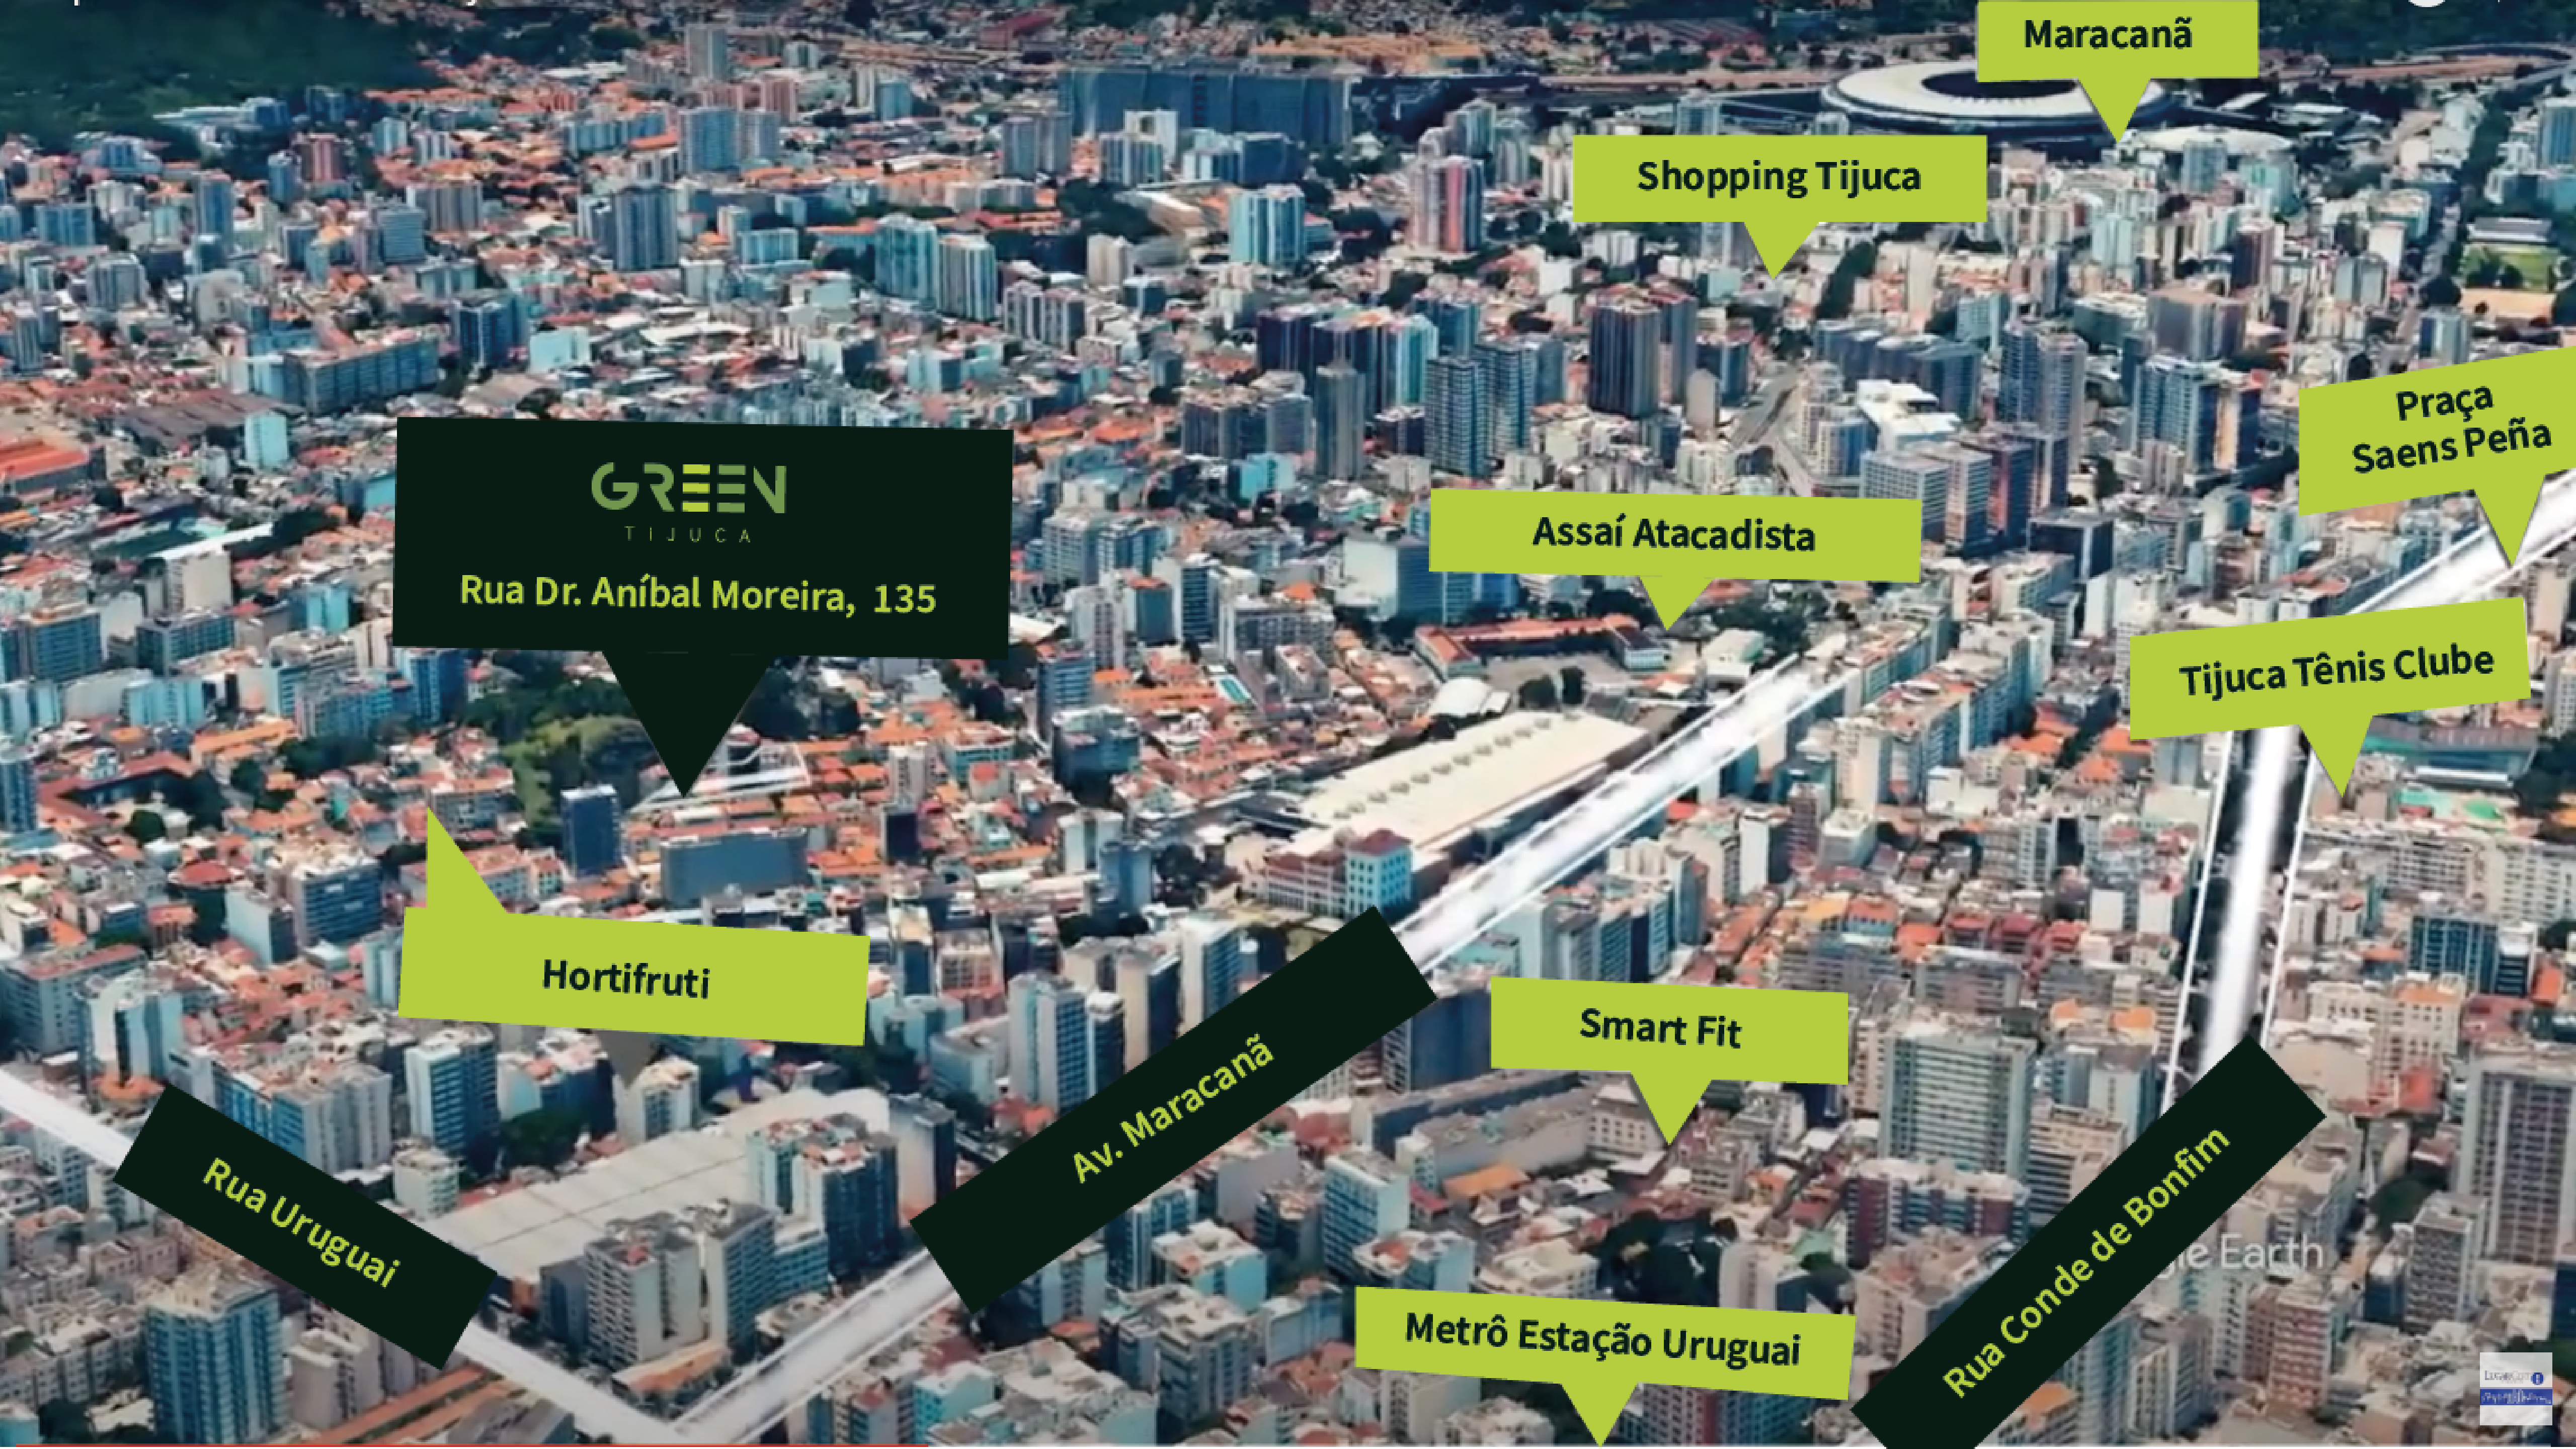 Maracanã
Shopping Tijuca
Praça
Saens Peña
GREEN
TIJUCA
Rua Dr. Aníbal Moreira, 135
Assaí Atacadista
Tijuca Tênis Clube
Hortifruti
Av. Maracanã
Smart Fit
Rua Uruguai
Rua Conde de Bonfim
Earth
Metrô Estação Uruguai